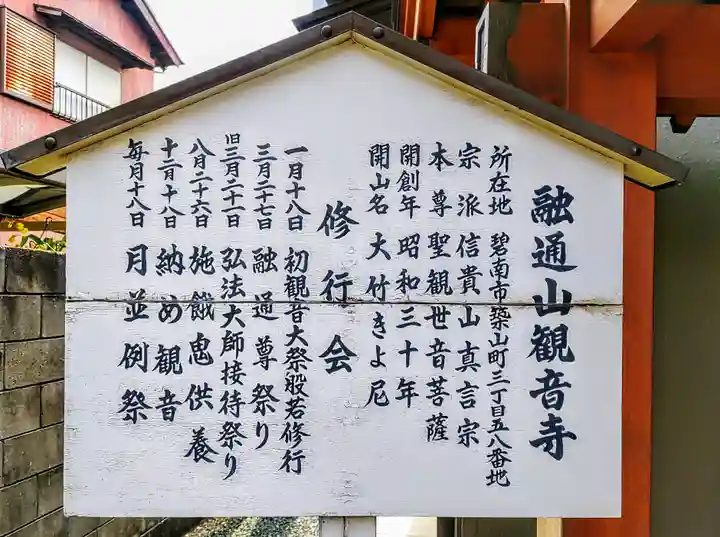 融通山観音寺
所在地 碧南市築山町三丁目五八番地
宗派 信貴山真言宗
本尊 聖観世音菩薩
開創年 昭和三十年
開山名 大竹きよ尼
修行会
一月十八日 初観音大祭般若修行
三月二十七日 融通尊祭り
旧三月二十一日 弘法大師接待祭り
八月二十六日 施餓鬼供養
十二月十八日 納め観音
毎月十八日 月並例祭